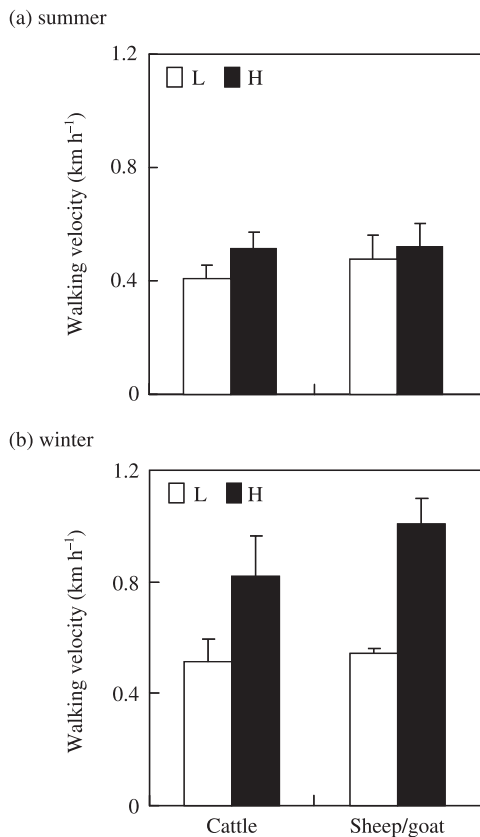 (a) summer
1.2
L H
0.8
Walking velocity (km h⁻¹)
0.4
0
(b) winter
1.2
L H
0.8
Walking velocity (km h⁻¹)
0.4
0
Cattle Sheep/goat